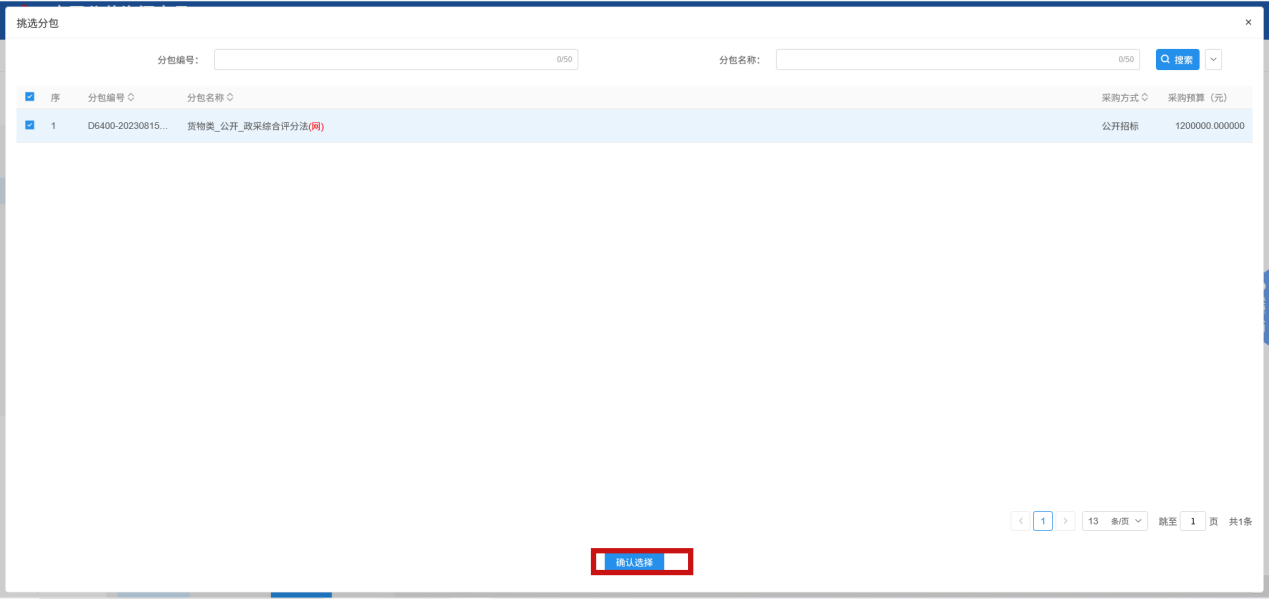 挑选分包 ×
分包编号： 0/50 分包名称： 0/50 搜索
序 分包编号 分包名称 采购方式 采购预算（元）
1 D6400-20230815... 货物类_公开_政采综合评分法(网) 公开招标 1200000.000000
< 1 > 13 条/页 跳至 1 页 共1条
确认选择